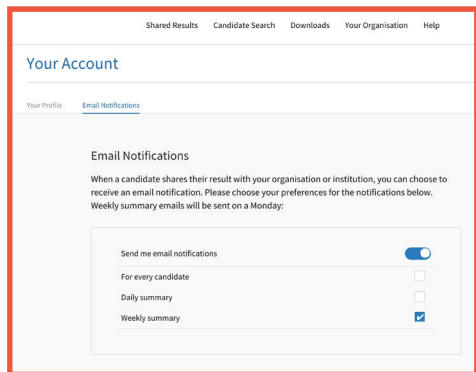 Shared Results Candidate Search Downloads Your Organisation Help
Your Account
Your Profile Email Notifications
Email Notifications
When a candidate shares their result with your organisation or institution, you can choose to
receive an email notification. Please choose your preferences for the notifications below.
Weekly summary emails will be sent on a Monday:
Send me email notifications
For every candidate
Daily summary
Weekly summary